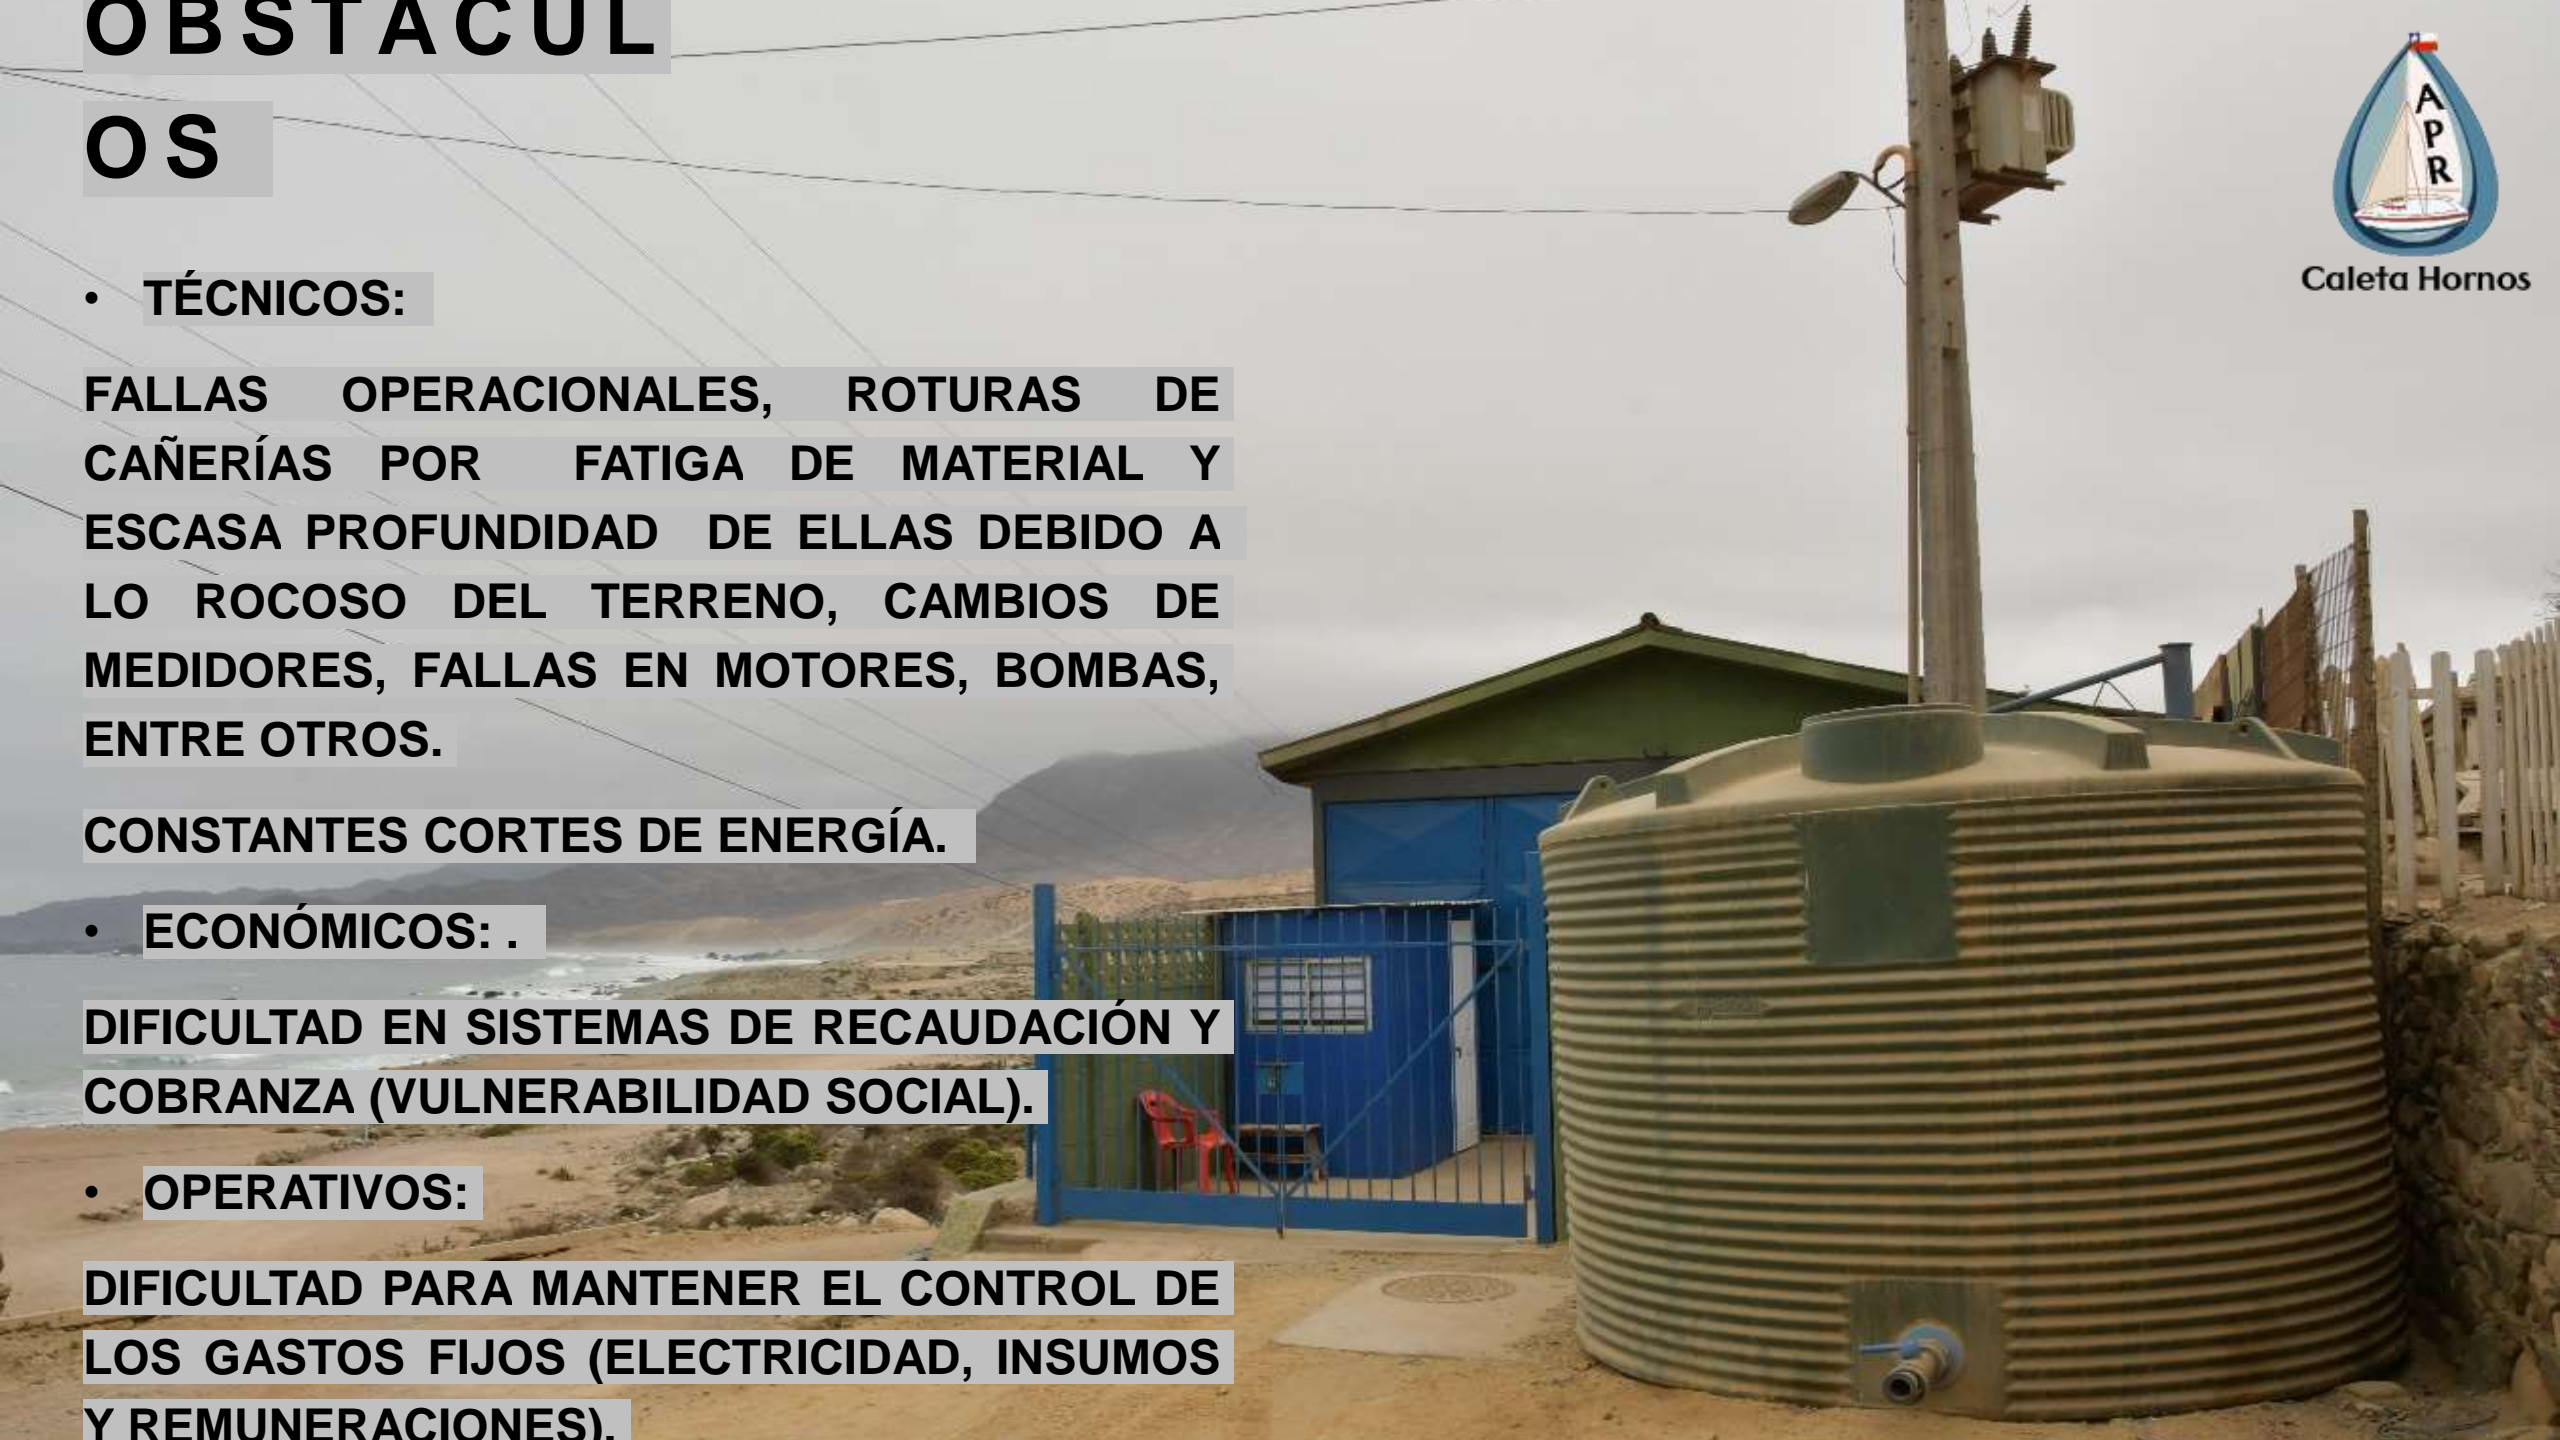 OBSTACUL
OS
• TÉCNICOS:
FALLAS OPERACIONALES, ROTURAS DE
CAÑERÍAS POR FATIGA DE MATERIAL Y
ESCASA PROFUNDIDAD DE ELLAS DEBIDO A
LO ROCOSO DEL TERRENO, CAMBIOS DE
MEDIDORES, FALLAS EN MOTORES, BOMBAS,
ENTRE OTROS.
CONSTANTES CORTES DE ENERGÍA.
• ECONÓMICOS: .
DIFICULTAD EN SISTEMAS DE RECAUDACIÓN Y
COBRANZA (VULNERABILIDAD SOCIAL).
• OPERATIVOS:
DIFICULTAD PARA MANTENER EL CONTROL DE
LOS GASTOS FIJOS (ELECTRICIDAD, INSUMOS
Y REMUNERACIONES).
A
P
R
Caleta Hornos